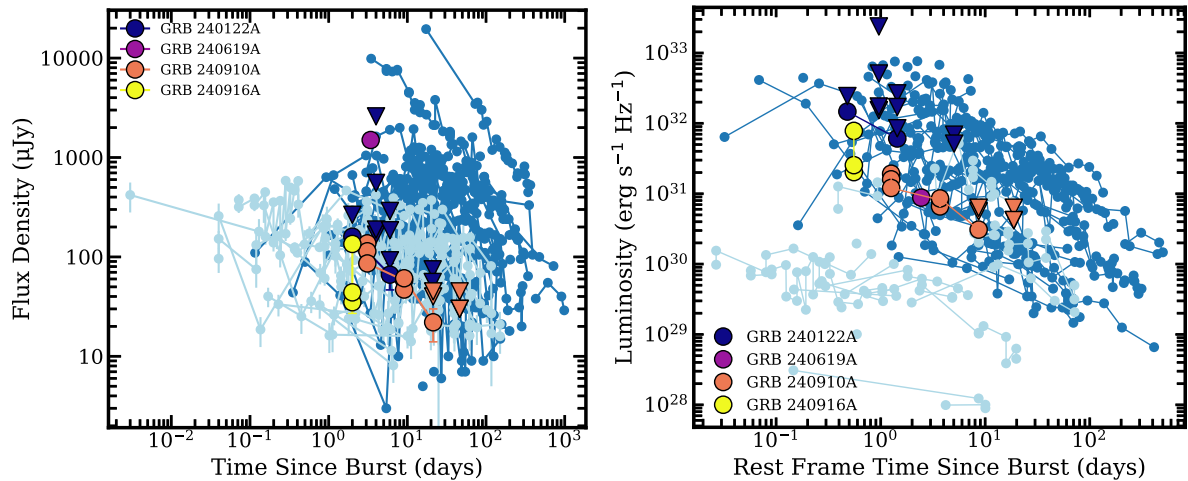 GRB 240122A
GRB 240619A
GRB 240910A
GRB 240916A
10000
1000
100
10
Flux Density (μJy)
10⁻² 10⁻¹ 10⁰ 10¹ 10² 10³
Time Since Burst (days)
10³³
10³²
10³¹
10³⁰
10²⁹
10²⁸
Luminosity (erg s⁻¹ Hz⁻¹)
GRB 240122A
GRB 240619A
GRB 240910A
GRB 240916A
10⁻¹ 10⁰ 10¹ 10²
Rest Frame Time Since Burst (days)